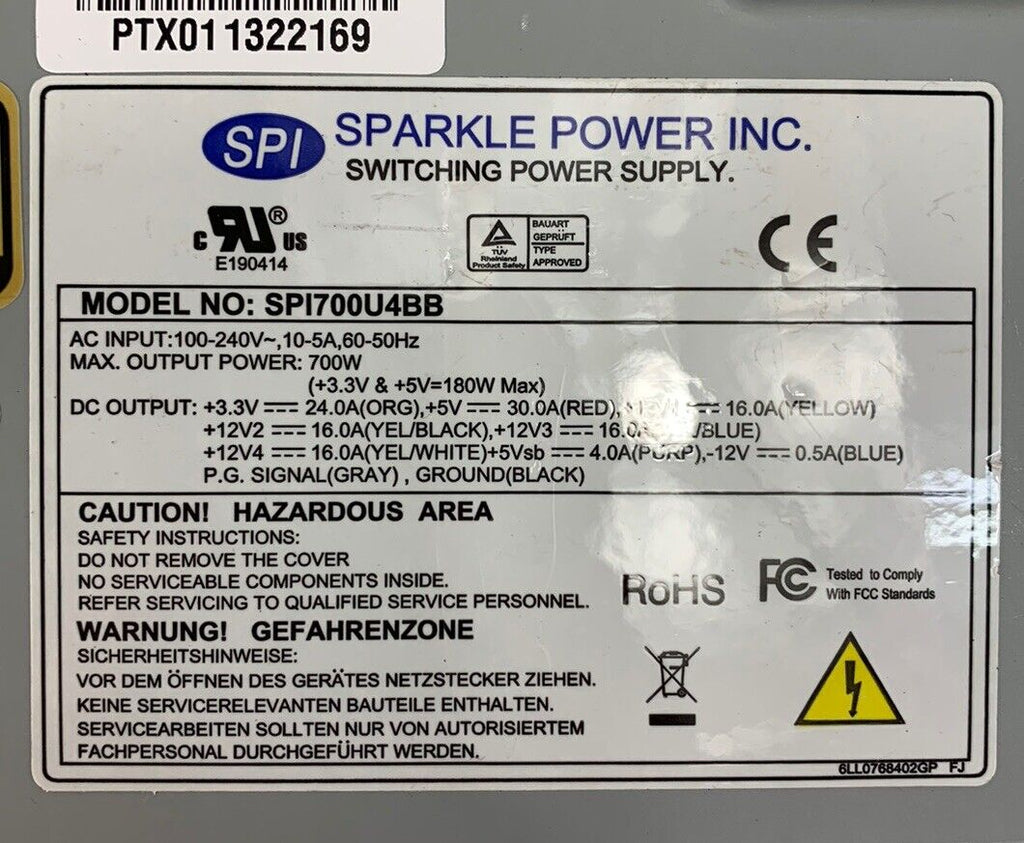 PTX011322169
SPI SPARKLE POWER INC.
SWITCHING POWER SUPPLY.
C RU® US
E190414
TÜV
Rheinland
Product Safety
BAUART
GEPRÜFT
TYPE
APPROVED
CE
MODEL NO: SPI700U4BB
AC INPUT:100-240V~,10-5A,60-50Hz
MAX. OUTPUT POWER: 700W
(+3.3V & +5V=180W Max)
DC OUTPUT: +3.3V ⎓ 24.0A(ORG),+5V ⎓ 30.0A(RED), ⎓ 16.0A(YELLOW)
+12V2 ⎓ 16.0A(YEL/BLACK),+12V3 ⎓ /BLUE)
+12V4 ⎓ 16.0A(YEL/WHITE)+5Vsb ⎓ 4.0A(PURP),-12V ⎓ 0.5A(BLUE)
P.G. SIGNAL(GRAY) , GROUND(BLACK)
CAUTION! HAZARDOUS AREA
SAFETY INSTRUCTIONS:
DO NOT REMOVE THE COVER
NO SERVICEABLE COMPONENTS INSIDE.
REFER SERVICING TO QUALIFIED SERVICE PERSONNEL.
RoHS
FC Tested to Comply
With FCC Standards
WARNUNG! GEFAHRENZONE
SICHERHEITSHINWEISE:
VOR DEM ÖFFNEN DES GERÄTES NETZSTECKER ZIEHEN.
KEINE SERVICERELEVANTEN BAUTEILE ENTHALTEN.
SERVICEARBEITEN SOLLTEN NUR VON AUTORISIERTEM
FACHPERSONAL DURCHGEFÜHRT WERDEN.
6LL0768402GP FJ